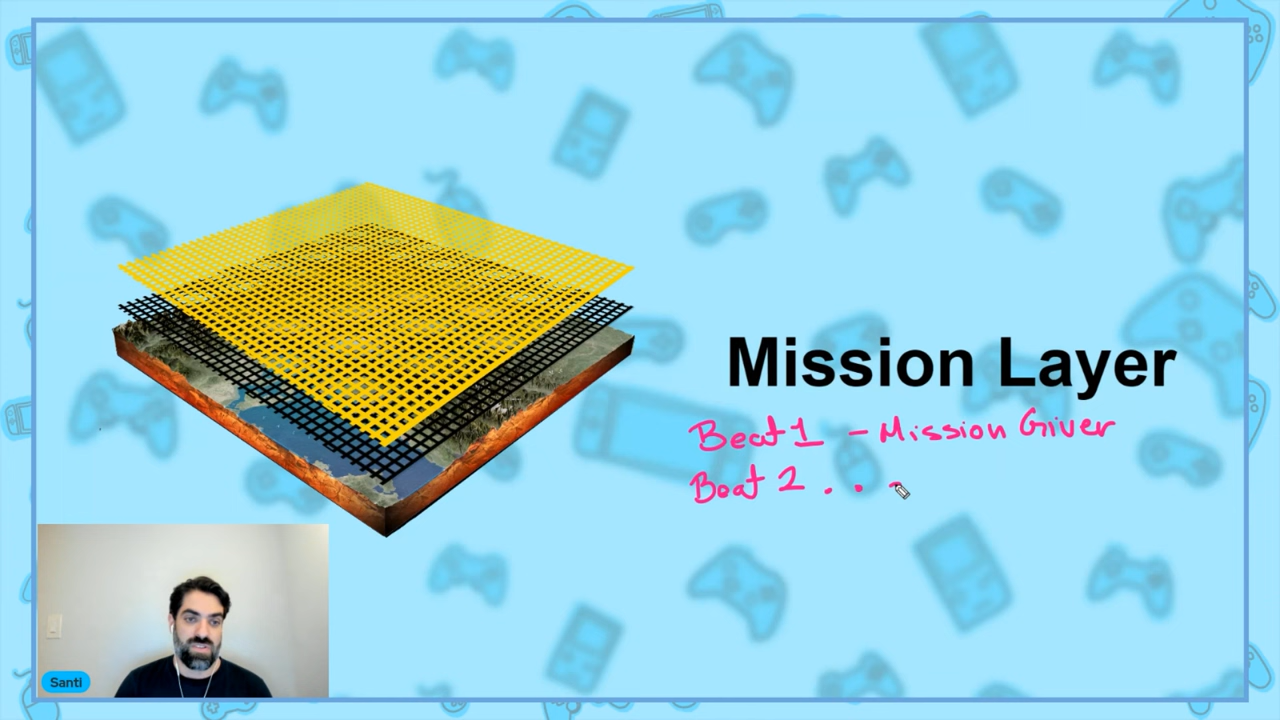 Mission Layer
Beat 1 - Mission Giver
Beat 2 . . .
Santi